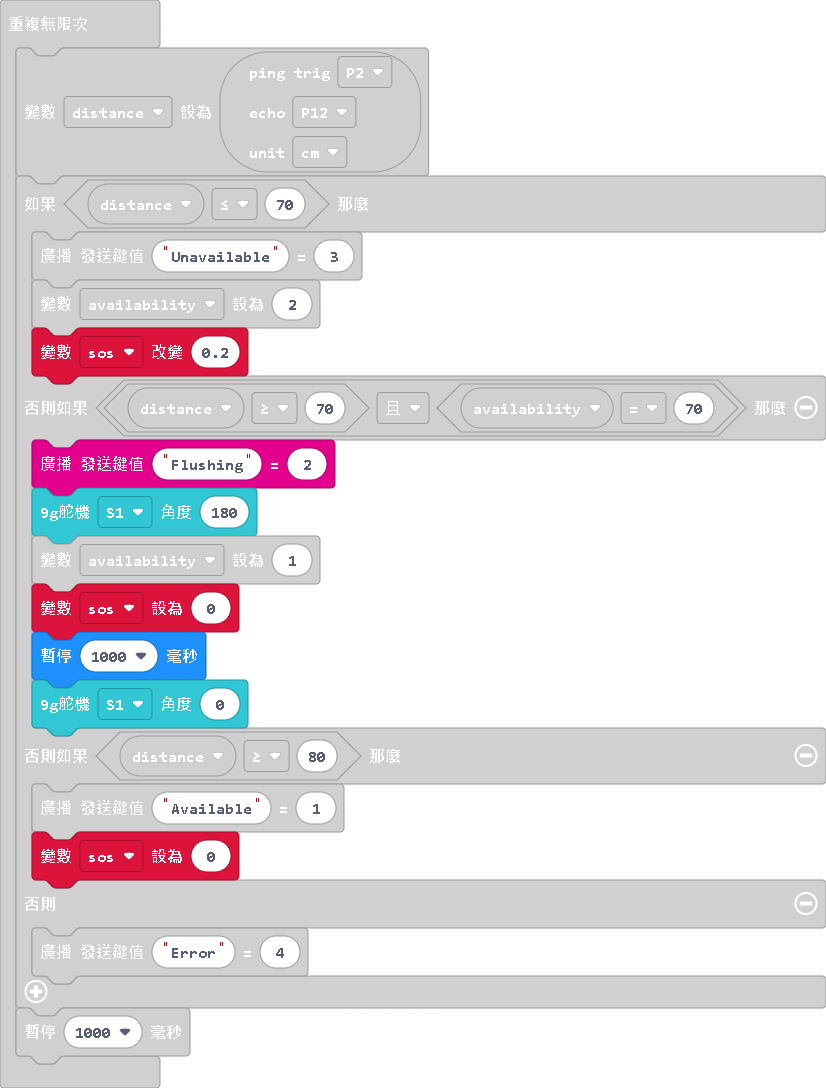 重複無限次
變數 distance 設為 ping trig P2
echo P12
unit cm
如果 distance ≤ 70 那麼
廣播 發送鍵值 "Unavailable" = 3
變數 availability 設為 2
變數 sos 改變 0.2
否則如果 distance ≥ 70 且 availability = 70 那麼
廣播 發送鍵值 "Flushing" = 2
9g舵機 S1 角度 180
變數 availability 設為 1
變數 sos 設為 0
暫停 1000 毫秒
9g舵機 S1 角度 0
否則如果 distance ≥ 80 那麼
廣播 發送鍵值 "Available" = 1
變數 sos 設為 0
否則
廣播 發送鍵值 "Error" = 4
暫停 1000 毫秒